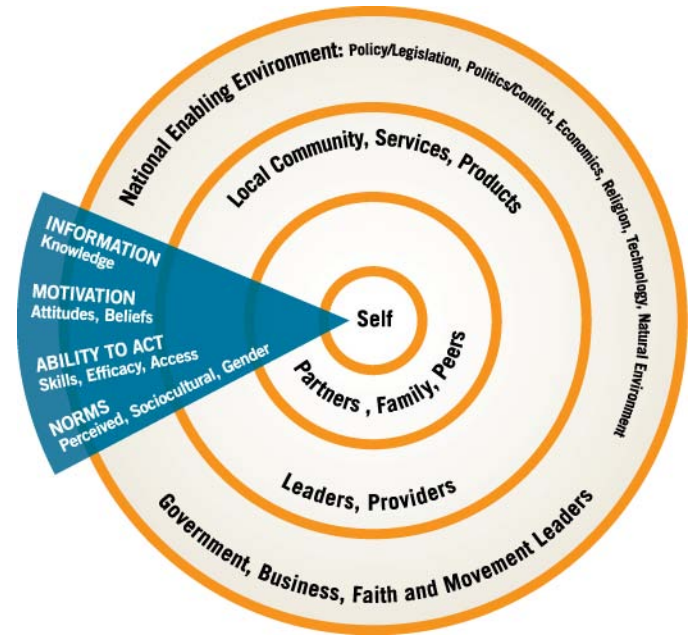 National Enabling Environment: Policy/Legislation, Politics/Conflict, Economics, Religion, Technology, Natural Environment
Local Community, Services, Products
INFORMATION
Knowledge
MOTIVATION
Attitudes, Beliefs
ABILITY TO ACT
Skills, Efficacy, Access
NORMS
Perceived, Sociocultural, Gender
Self
Partners , Family, Peers
Leaders, Providers
Government, Business, Faith and Movement Leaders